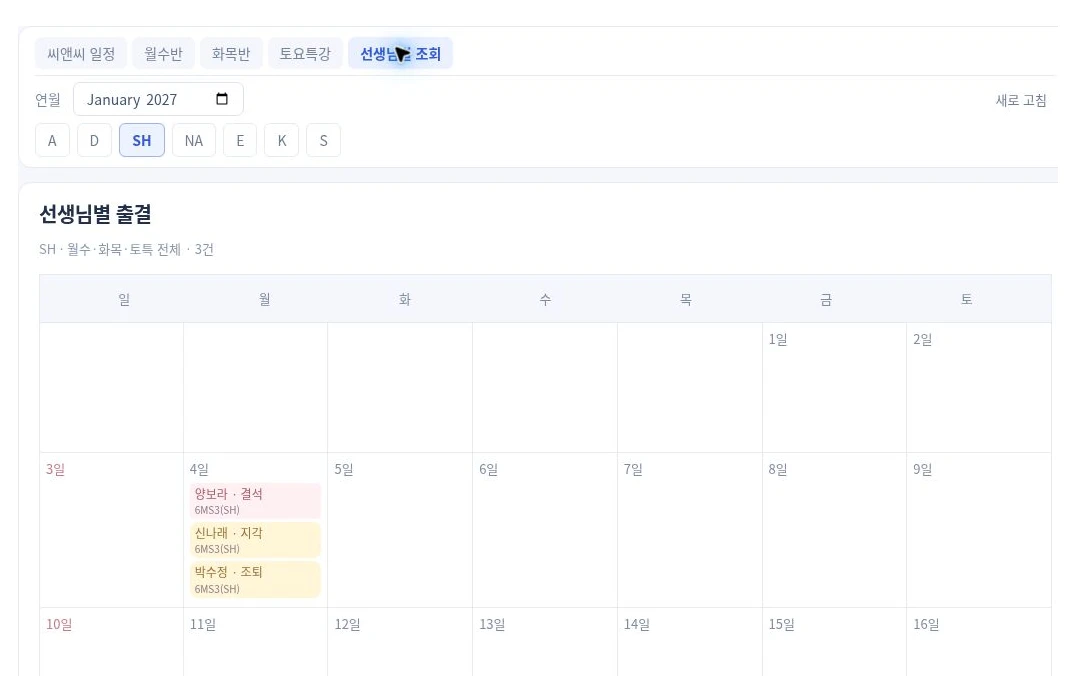 씨앤씨 일정 월수반 화목반 토요특강 선생님별 조회
연월 January 2027 새로 고침
A D SH NA E K S
선생님별 출결
SH · 월수·화목·토특 전체 · 3건
일 월 화 수 목 금 토
1일 2일
3일 4일 5일 6일 7일 8일 9일
양보라 · 결석
6MS3(SH)
신나래 · 지각
6MS3(SH)
박수정 · 조퇴
6MS3(SH)
10일 11일 12일 13일 14일 15일 16일